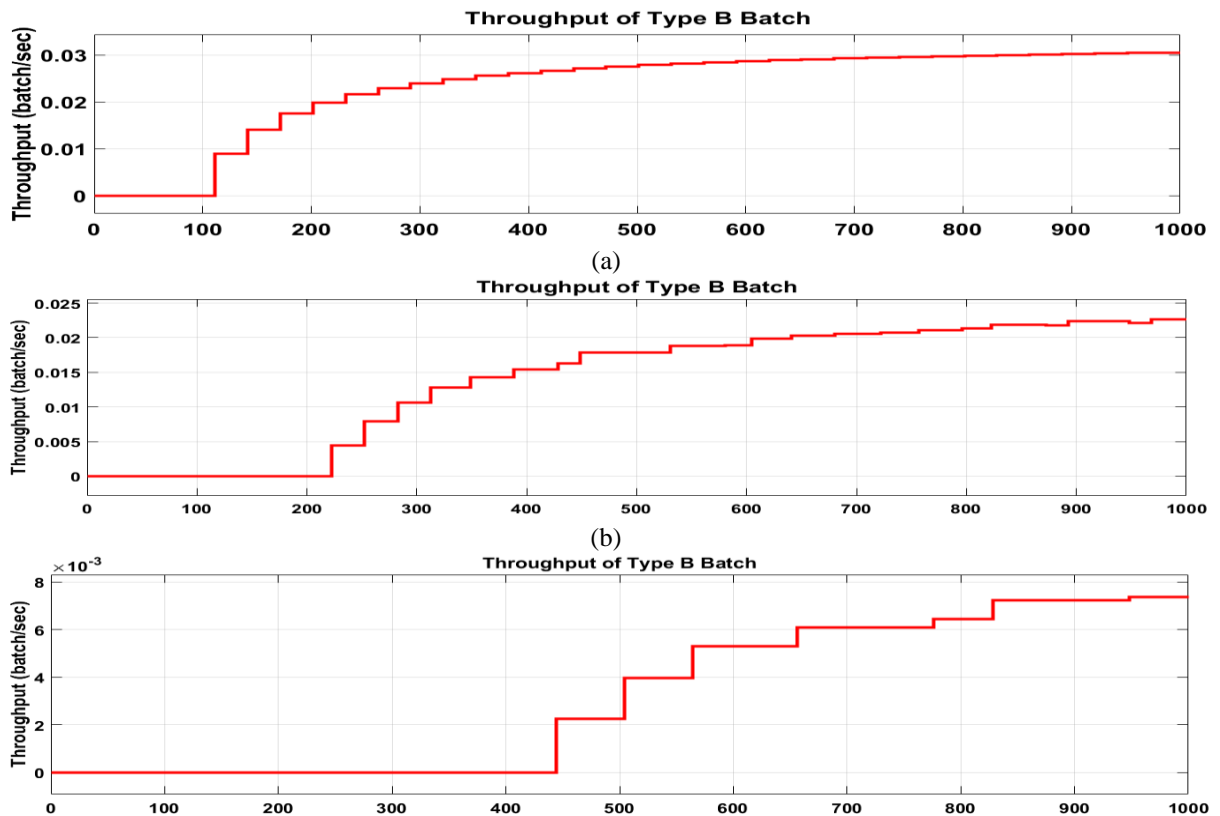 Throughput of Type B Batch
Throughput (batch/sec)
0.03
0.02
0.01
0
0 100 200 300 400 500 600 700 800 900 1000
(a)
Throughput of Type B Batch
Throughput (batch/sec)
0.025
0.02
0.015
0.01
0.005
0
0 100 200 300 400 500 600 700 800 900 1000
(b)
Throughput of Type B Batch
×10⁻³
Throughput (batch/sec)
8
6
4
2
0
0 100 200 300 400 500 600 700 800 900 1000